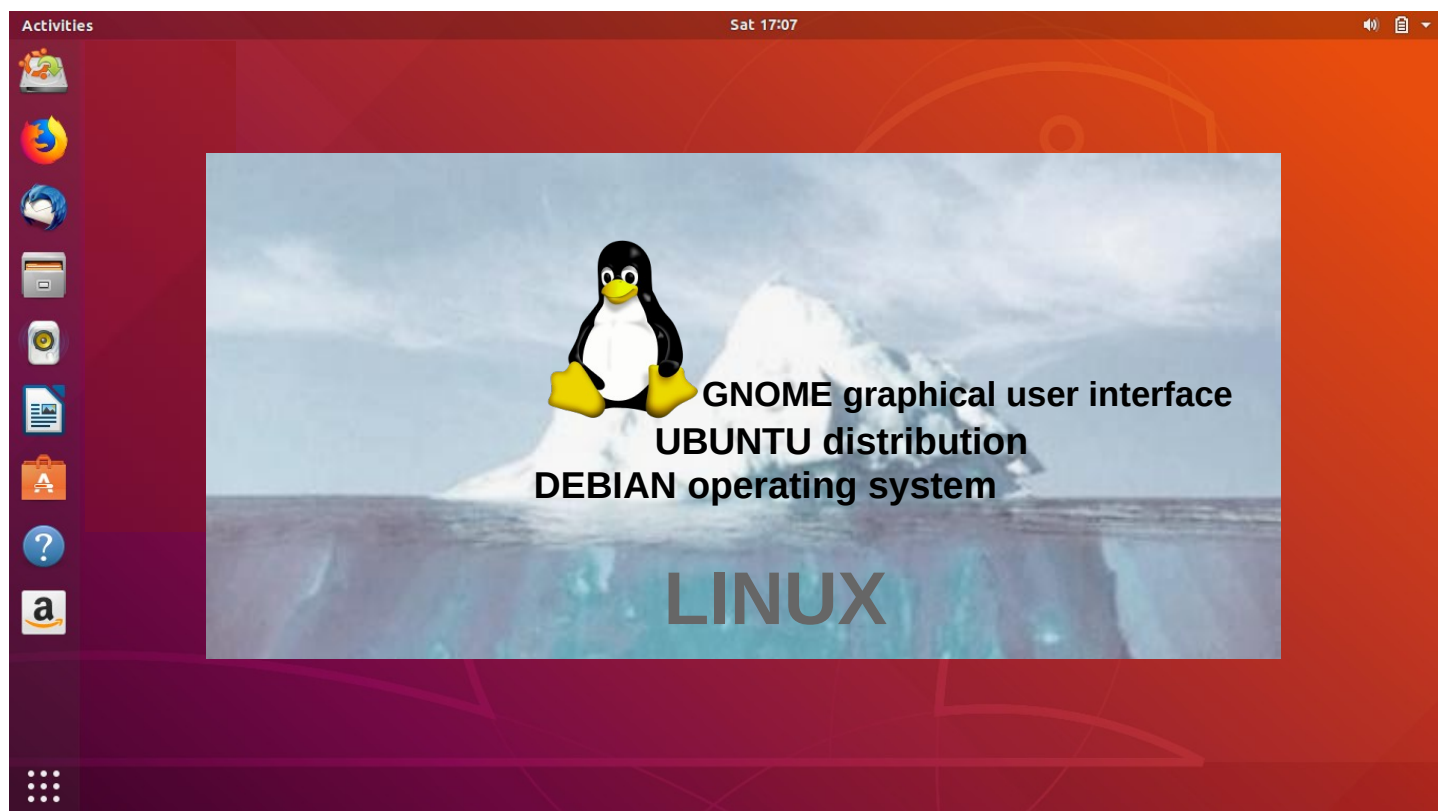 Activities
Sat 17:07
GNOME graphical user interface
UBUNTU distribution
DEBIAN operating system
LINUX
A
?
a